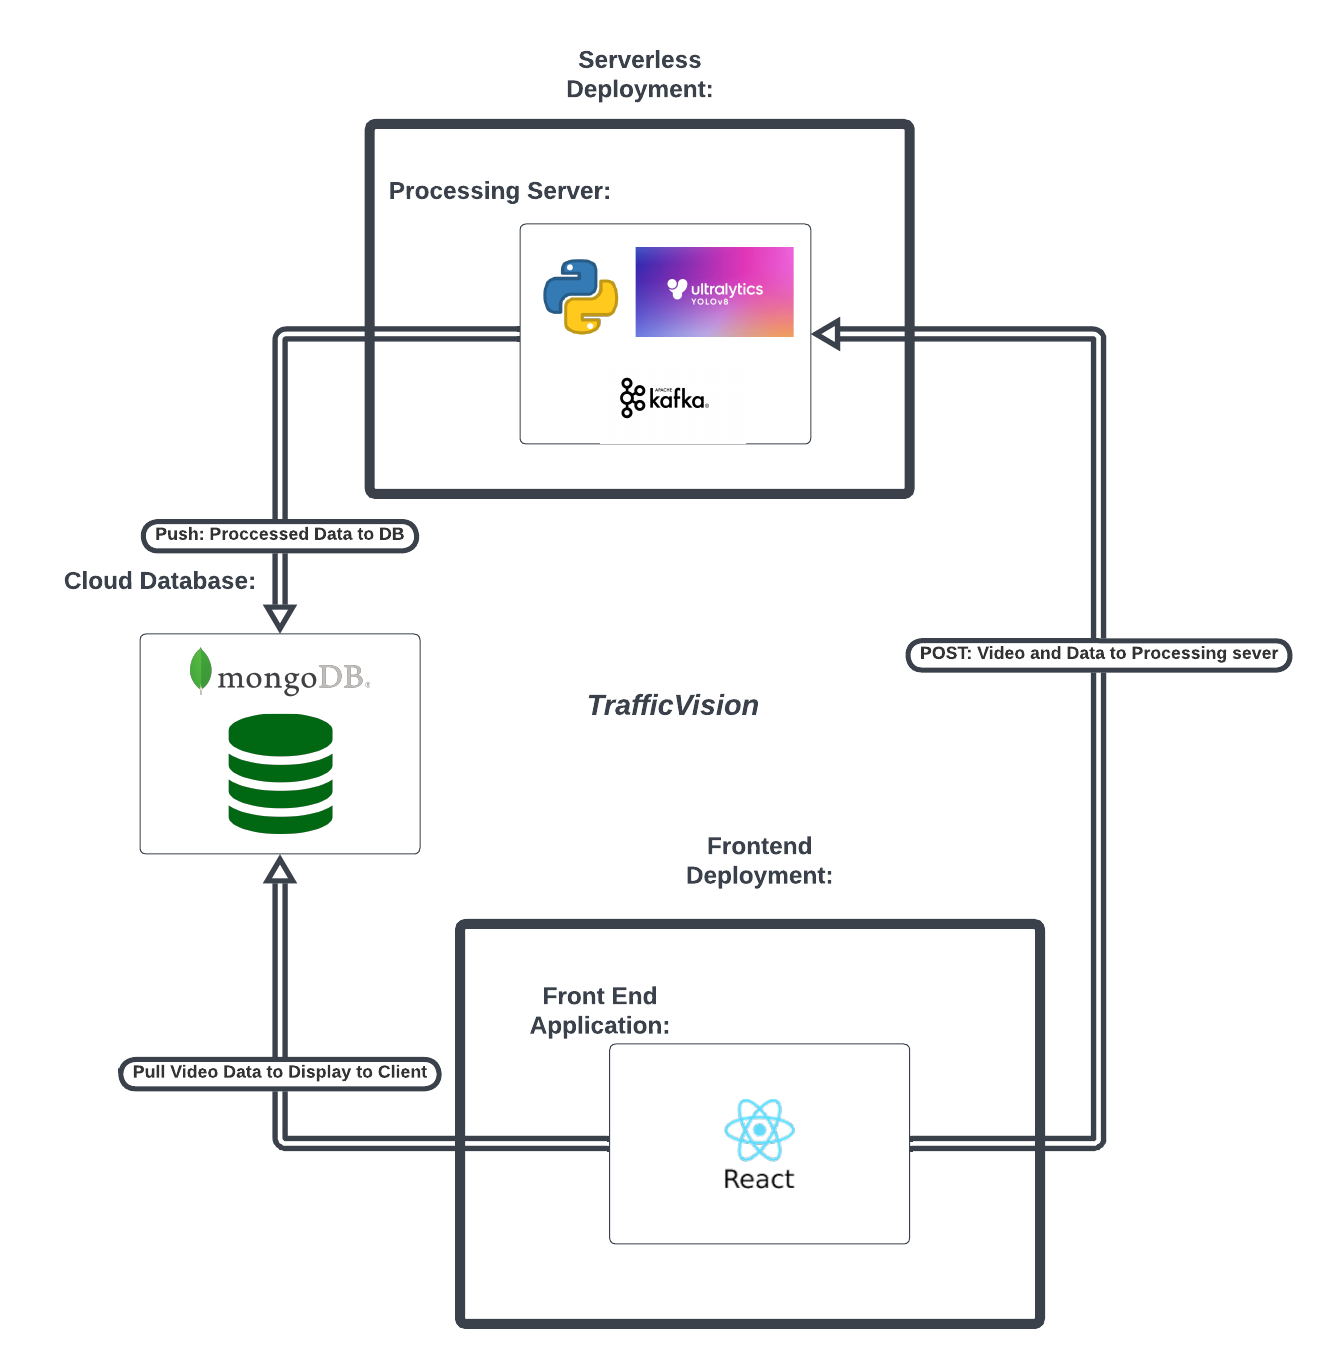 Serverless
Deployment:
Processing Server:
ultralytics
YOLOv8
APACHE
kafka®
Push: Proccessed Data to DB
Cloud Database:
mongoDB®
POST: Video and Data to Processing sever
TrafficVision
Frontend
Deployment:
Front End
Application:
Pull Video Data to Display to Client
React